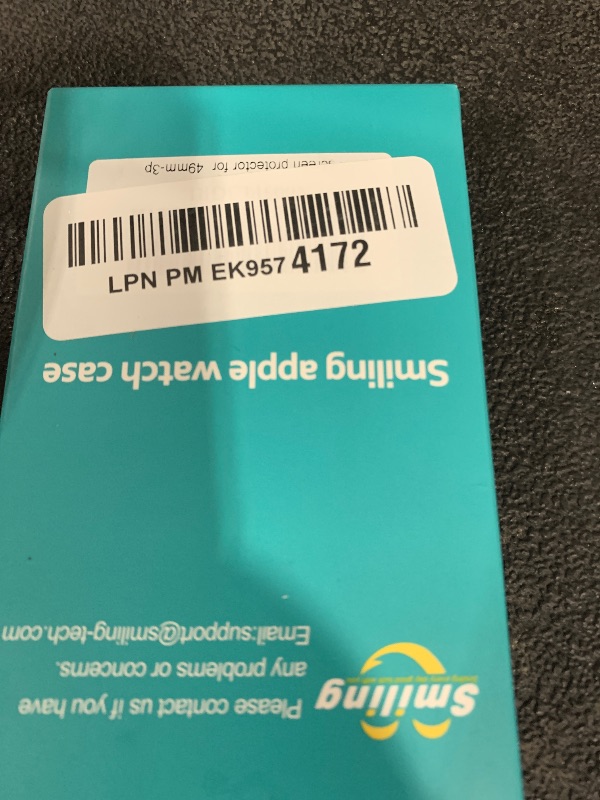 screen protector for 49mm-3p
LPN PM EK957 4172
Smiling apple watch case
Smiling
Please contact us if you have
any problems or concerns.
Email:support@smiling-tech.com